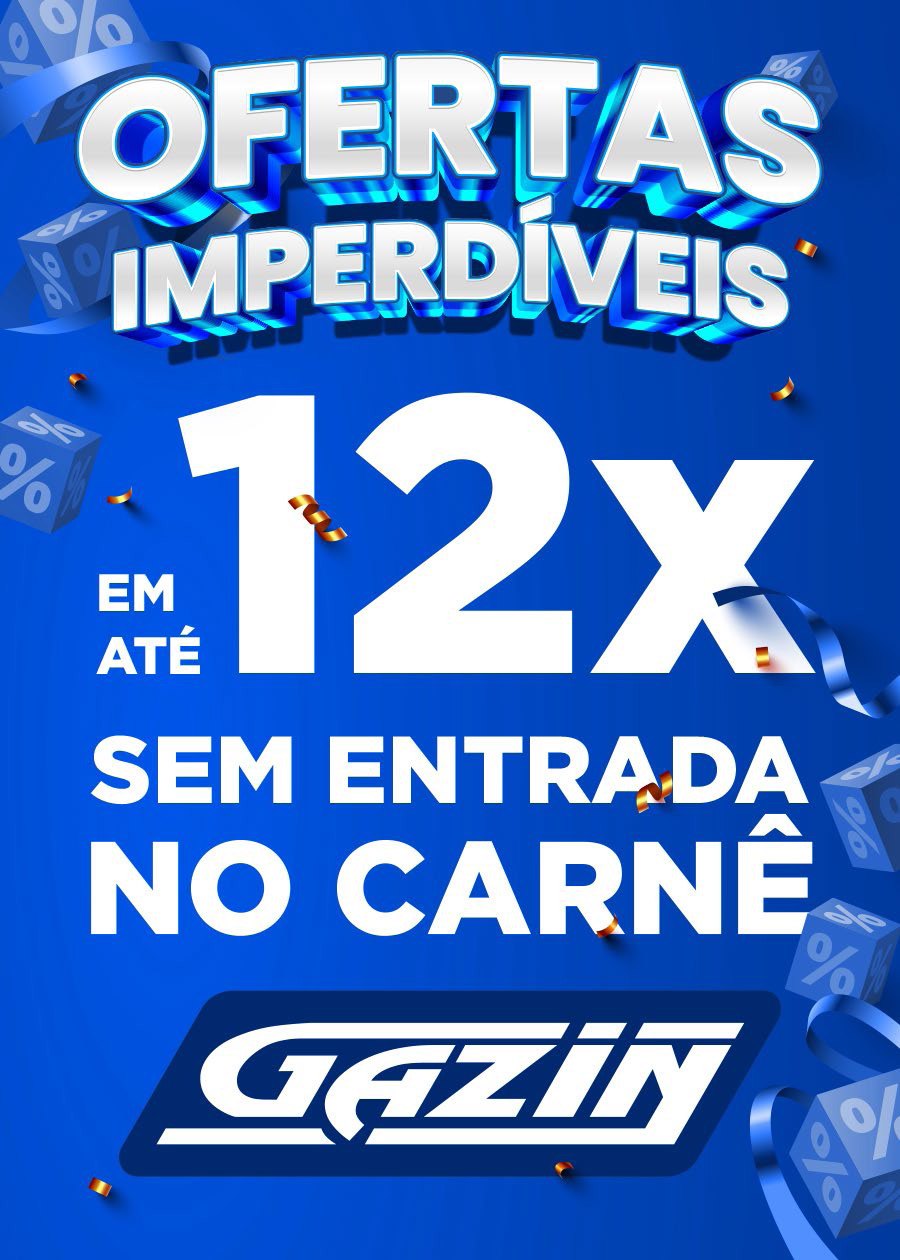 OFERTAS
IMPERDÍVEIS
EM
ATÉ
12x
SEM ENTRADA
NO CARNÊ
GAZIN